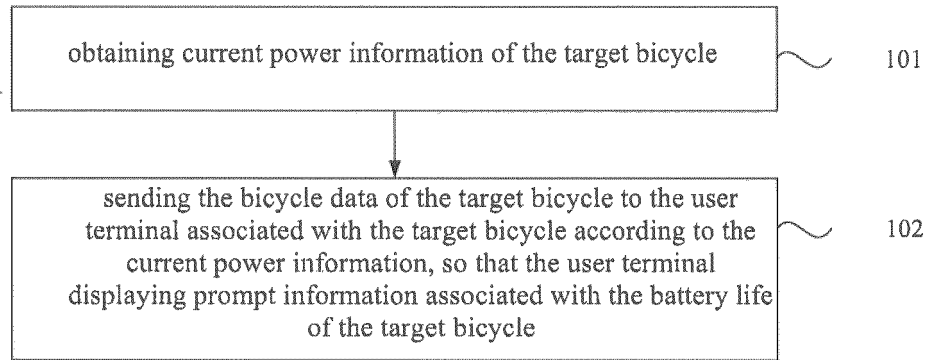 obtaining current power information of the target bicycle
101
sending the bicycle data of the target bicycle to the user
terminal associated with the target bicycle according to the
current power information, so that the user terminal
displaying prompt information associated with the battery life
of the target bicycle
102